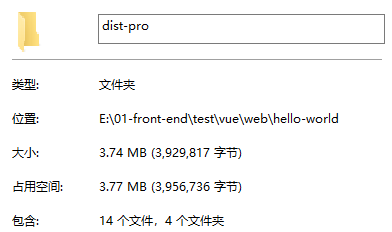 dist-pro
类型: 文件夹
位置: E:\01-front-end\test\vue\web\hello-world
大小: 3.74 MB (3,929,817 字节)
占用空间: 3.77 MB (3,956,736 字节)
包含: 14 个文件，4 个文件夹